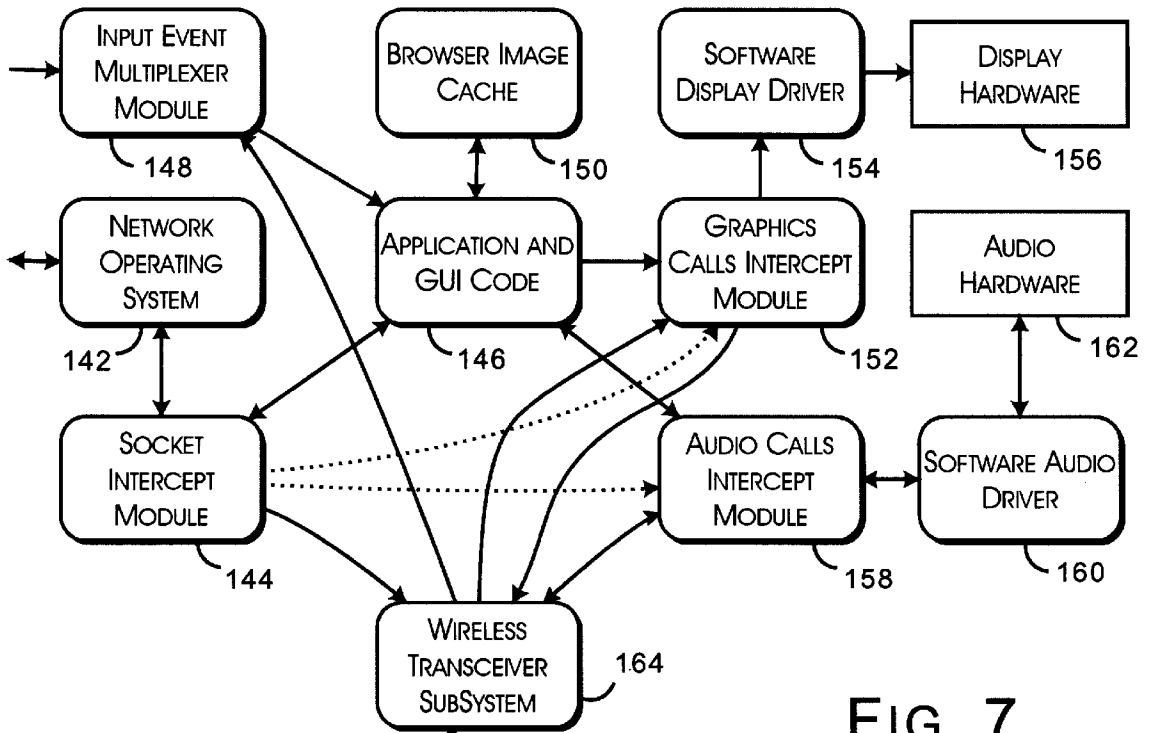 INPUT EVENT
MULTIPLEXER
MODULE
148
BROWSER IMAGE
CACHE
150
SOFTWARE
DISPLAY DRIVER
154
DISPLAY
HARDWARE
156
NETWORK
OPERATING
SYSTEM
142
APPLICATION AND
GUI CODE
146
GRAPHICS
CALLS INTERCEPT
MODULE
152
AUDIO
HARDWARE
162
SOCKET
INTERCEPT
MODULE
144
AUDIO CALLS
INTERCEPT
MODULE
158
SOFTWARE AUDIO
DRIVER
160
WIRELESS
TRANSCEIVER
SUBSYSTEM
164
FIG 7